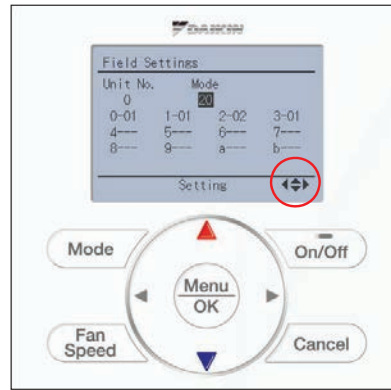 DAIKIN
Field Settings
Unit No. Mode
0 20
0-01 1-01 2-02 3-01
4--- 5--- 6--- 7---
8--- 9--- a--- b---
Setting
Mode
On/Off
Menu
OK
Fan
Speed
Cancel